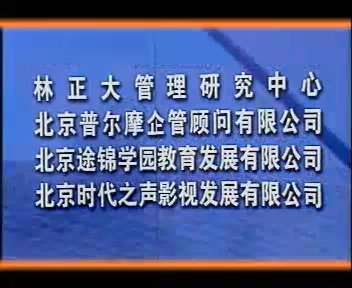 林正大管理研究中心
北京普尔摩企管顾问有限公司
北京途锦学园教育发展有限公司
北京时代之声影视发展有限公司